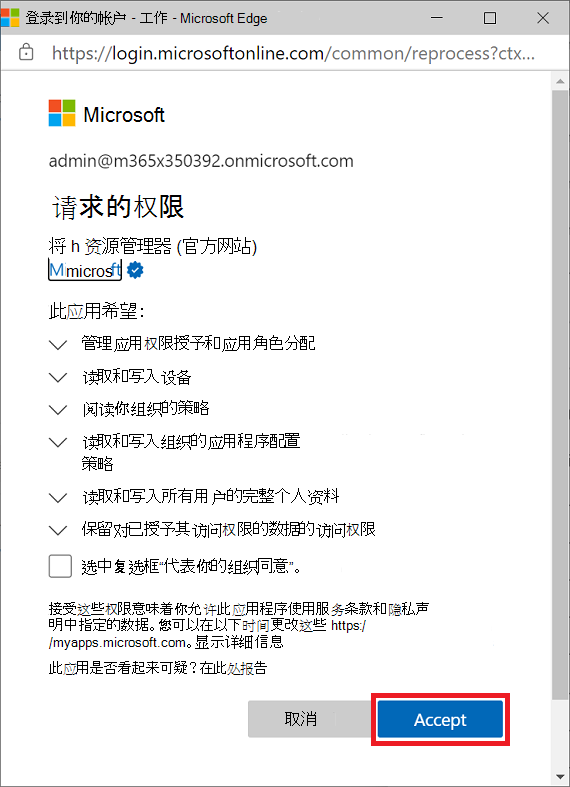 登录到你的帐户 - 工作 - Microsoft Edge
https://login.microsoftonline.com/common/reprocess?ctx...
Microsoft
admin@m365x350392.onmicrosoft.com
请求的权限
将 h 资源管理器 (官方网站)
Mimicrosft
此应用希望:
管理应用权限授予和应用角色分配
读取和写入设备
阅读你组织的策略
读取和写入组织的应用程序配置
策略
读取和写入所有用户的完整个人资料
保留对已授予其访问权限的数据的访问权限
选中复选框“代表你的组织同意”。
接受这些权限意味着你允许此应用程序使用服务条款和隐私声
明中指定的数据。您可以在以下时间更改这些 https:/
/myapps.microsoft.com。显示详细信息
此应用是否看起来可疑？在此处报告
取消
Accept